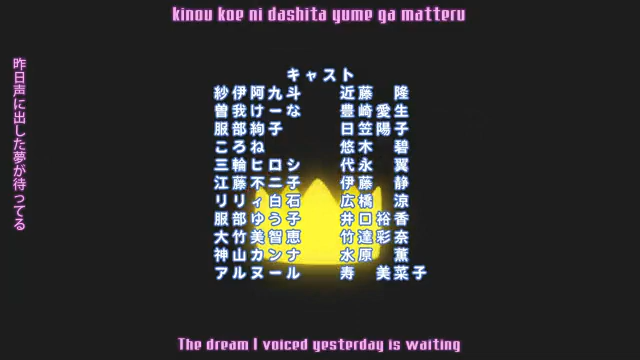 kinou koe ni dashita yume ga matteru
昨日声に出した夢が待ってる
キャスト
紗伊阿九斗 近藤 隆
曽我けーな 豊崎愛生
服部絢子 日笠陽子
ころね 悠木 碧
三輪ヒロシ 代永 翼
江藤不二子 伊藤 静
リリィ白石 広橋 涼
服部ゆう子 井口裕香
大竹美智恵 竹達彩奈
神山カンナ 水原 薫
アルヌール 寿 美菜子
The dream I voiced yesterday is waiting